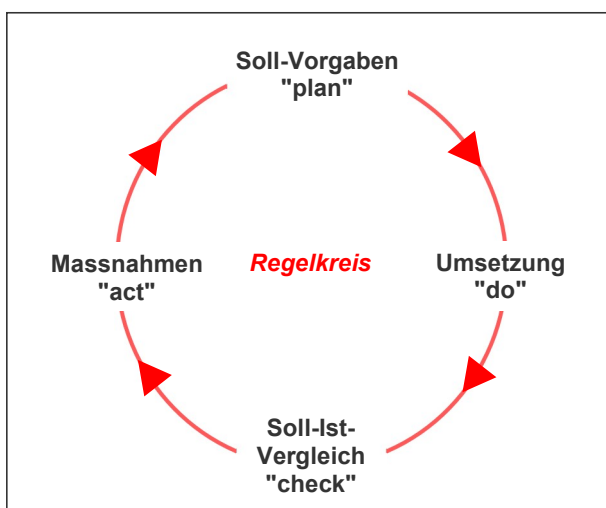 Soll-Vorgaben
"plan"
Massnahmen
"act"
Regelkreis
Umsetzung
"do"
Soll-Ist-
Vergleich
"check"